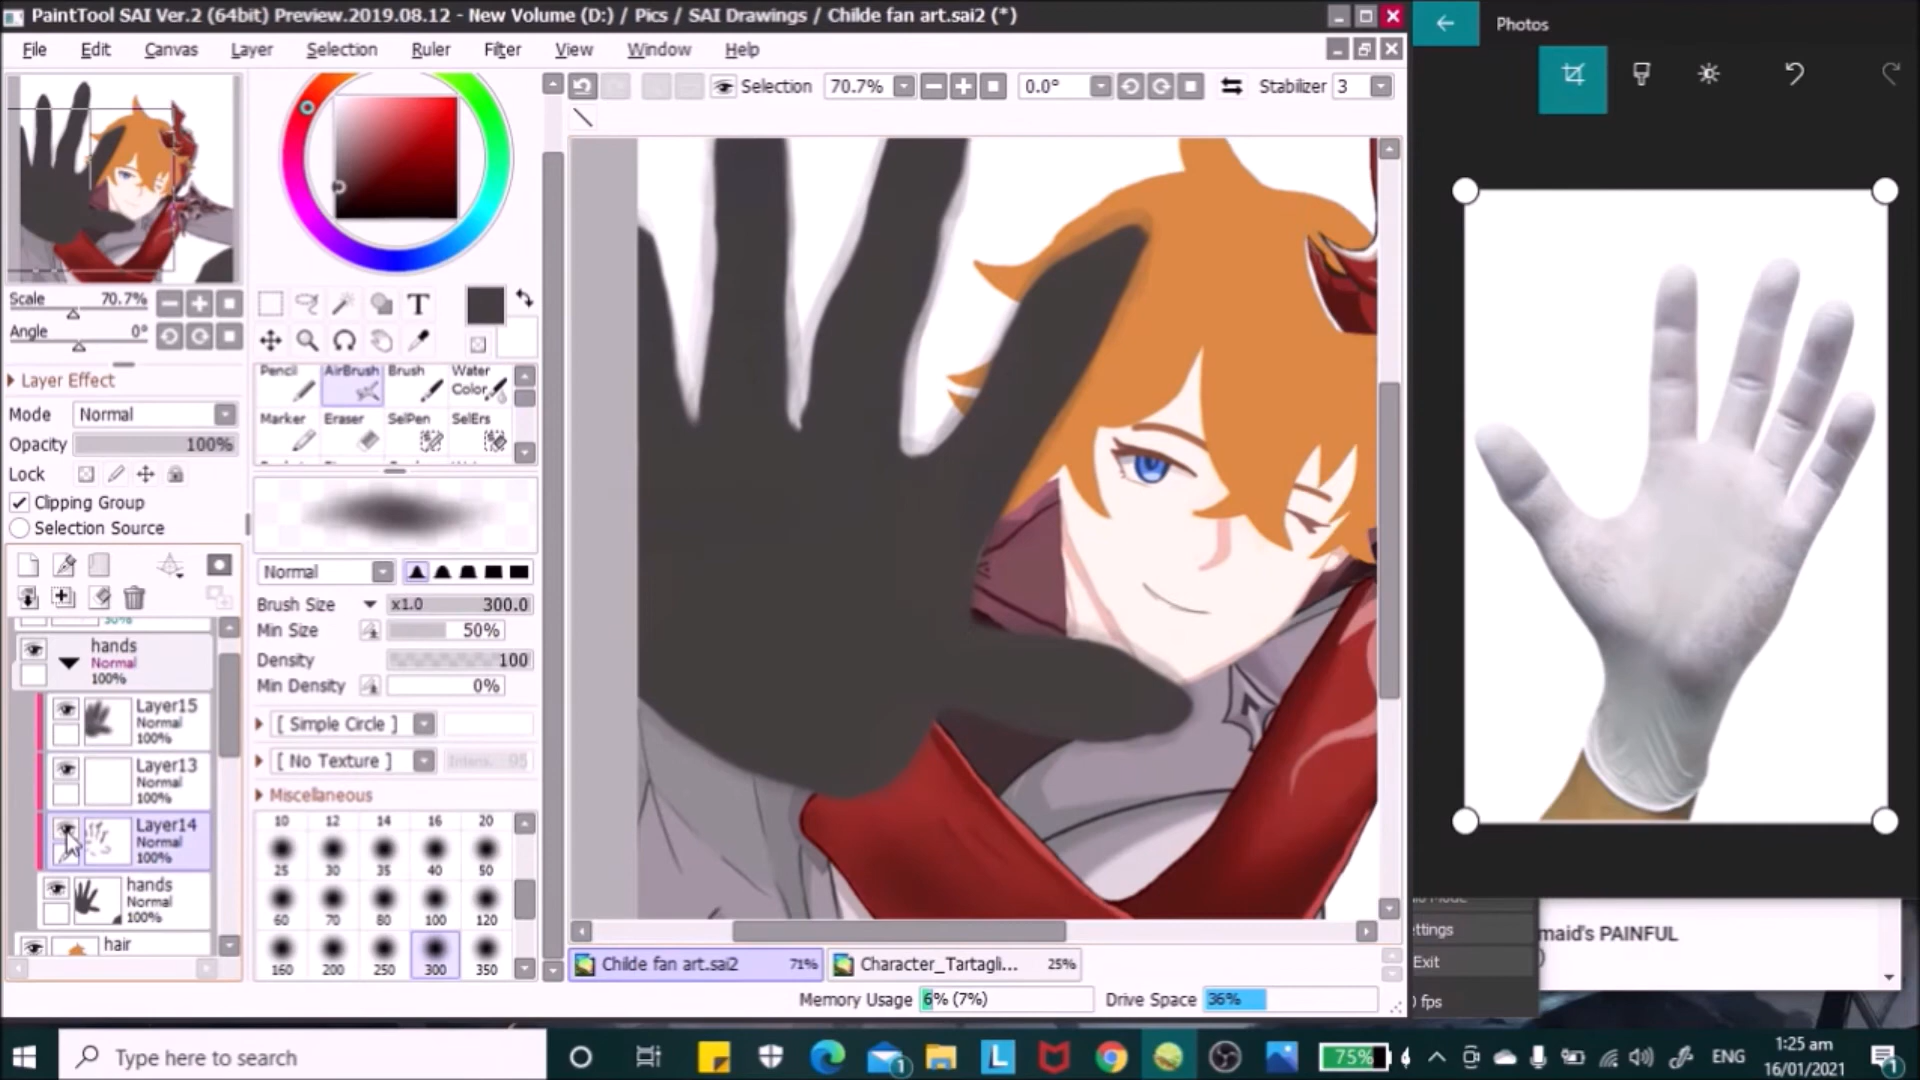 PaintTool SAI Ver.2 (64bit) Preview.2019.08.12 - New Volume (D:) / Pics / SAI Drawings / Childe fan art.sai2 (*)
File Edit Canvas Layer Selection Ruler Filter View Window Help
Selection 70.7% 0.0° Stabilizer 3
Scale 70.7%
Angle 0°
Layer Effect
Mode Normal
Opacity 100%
Lock
Clipping Group
Selection Source
hands
Normal
100%
Layer15
Normal
100%
Layer13
Normal
100%
Layer14
Normal
100%
hands
Normal
100%
hair
T
Pencil AirBrush Brush Water Color
Marker Eraser SelPen SelErs
Normal
Brush Size x1.0 300.0
Min Size 50%
Density 100
Min Density 0%
[ Simple Circle ]
[ No Texture ] Intens. 95
Miscellaneous
10 12 14 16 20
25 30 35 40 50
60 70 80 100 120
160 200 250 300 350
Childe fan art.sai2 71% Character_Tartagli... 25%
Memory Usage 6% (7%) Drive Space 36%
Photos
ettings
Exit
fps
maid's PAINFUL
Type here to search
L
1
75%
ENG
1:25 am
16/01/2021
1